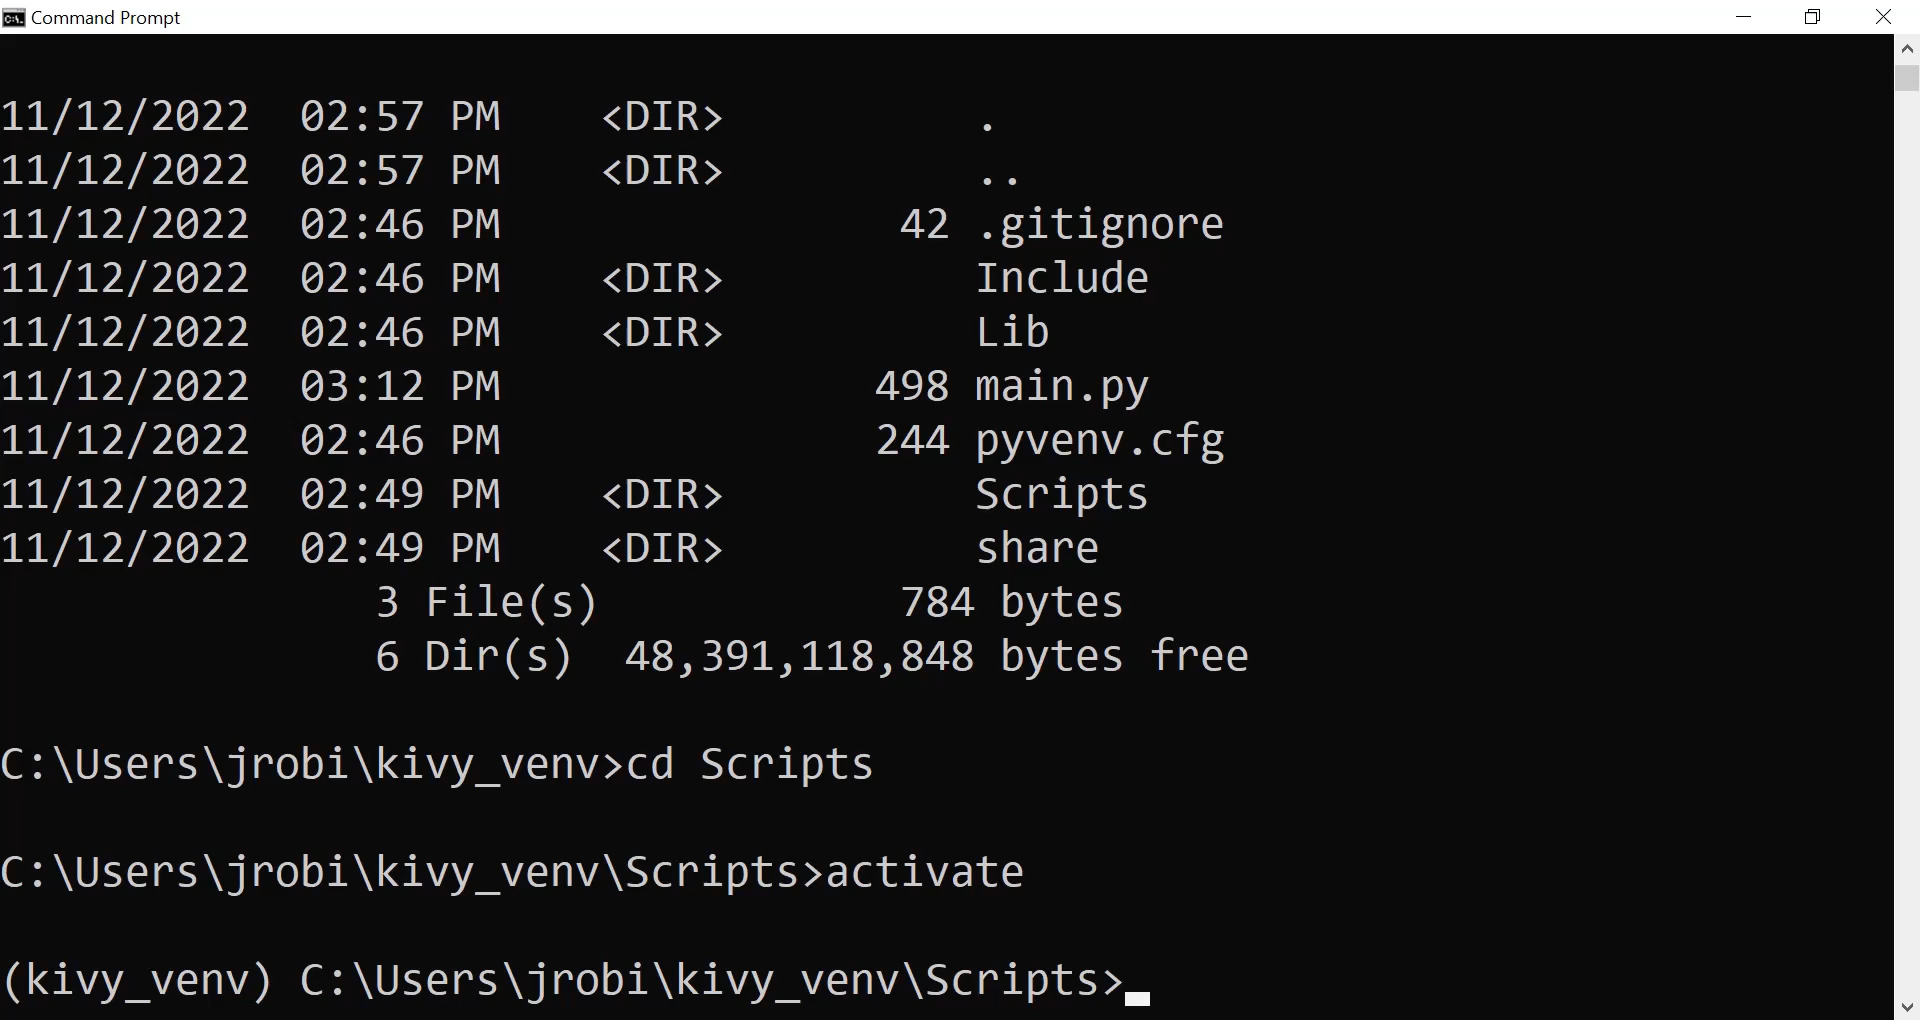 Command Prompt
11/12/2022  02:57 PM    <DIR>          .
11/12/2022  02:57 PM    <DIR>          ..
11/12/2022  02:46 PM                42 .gitignore
11/12/2022  02:46 PM    <DIR>          Include
11/12/2022  02:46 PM    <DIR>          Lib
11/12/2022  03:12 PM               498 main.py
11/12/2022  02:46 PM               244 pyvenv.cfg
11/12/2022  02:49 PM    <DIR>          Scripts
11/12/2022  02:49 PM    <DIR>          share
               3 File(s)            784 bytes
               6 Dir(s)  48,391,118,848 bytes free
C:\Users\jrobi\kivy_venv>cd Scripts
C:\Users\jrobi\kivy_venv\Scripts>activate
(kivy_venv) C:\Users\jrobi\kivy_venv\Scripts>